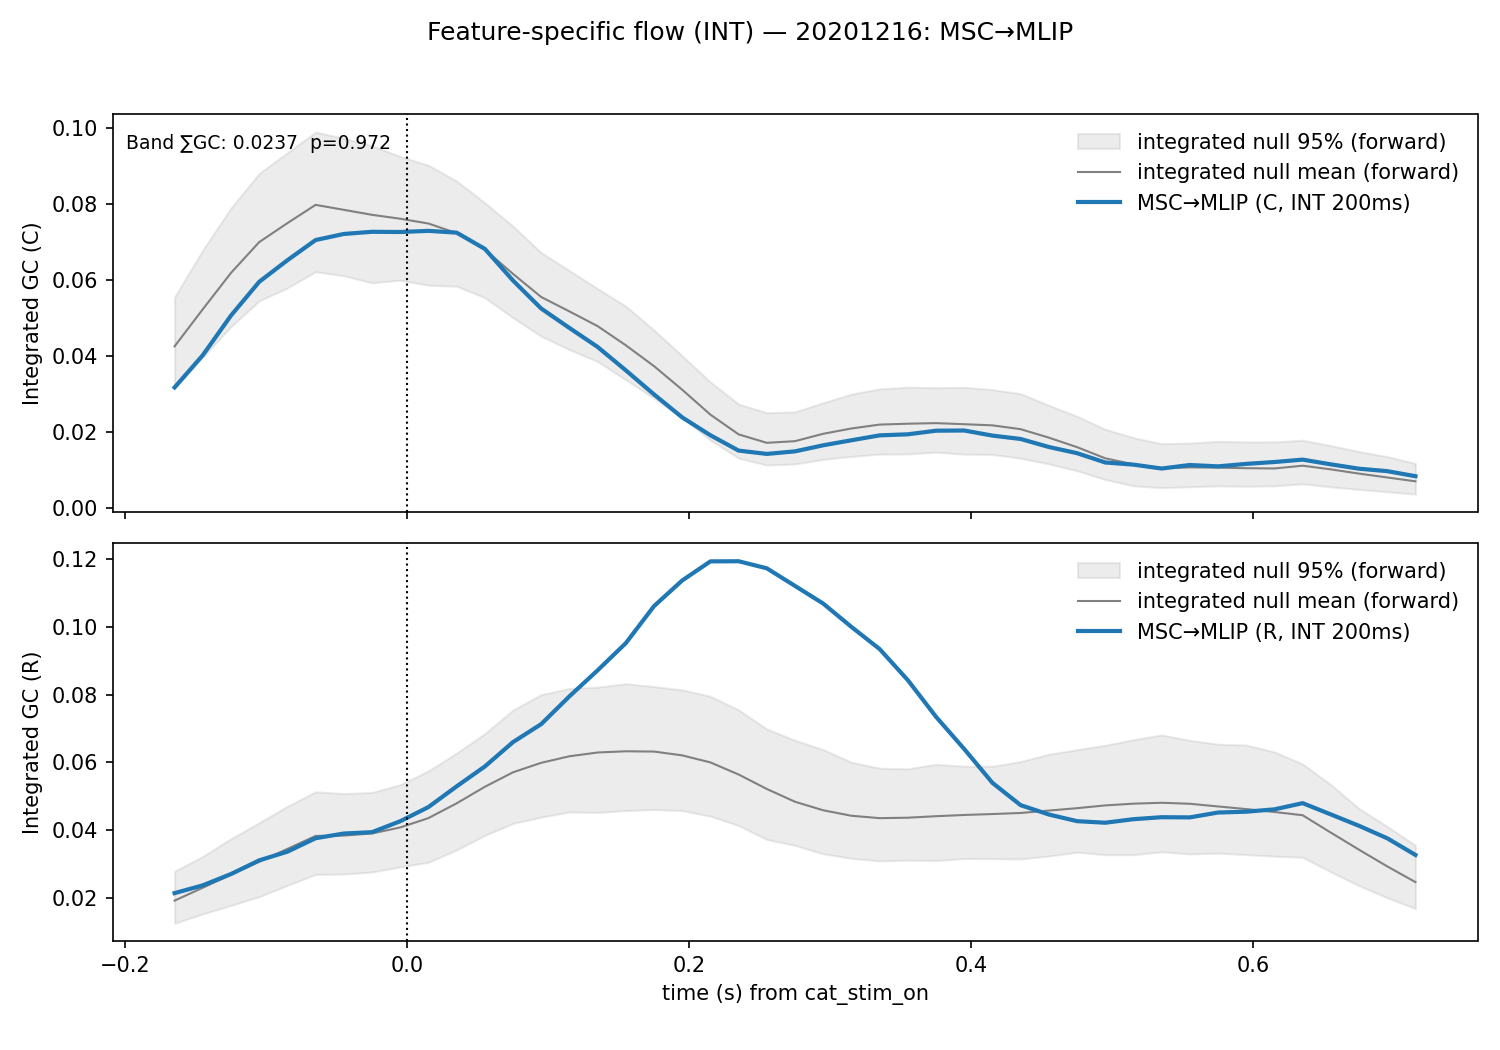 Feature-specific flow (INT) — 20201216: MSC→MLIP
Band ∑GC: 0.0237  p=0.972
integrated null 95% (forward)
integrated null mean (forward)
MSC→MLIP (C, INT 200ms)
Integrated GC (C)
0.10
0.08
0.06
0.04
0.02
0.00
integrated null 95% (forward)
integrated null mean (forward)
MSC→MLIP (R, INT 200ms)
Integrated GC (R)
0.12
0.10
0.08
0.06
0.04
0.02
−0.2 0.0 0.2 0.4 0.6
time (s) from cat_stim_on